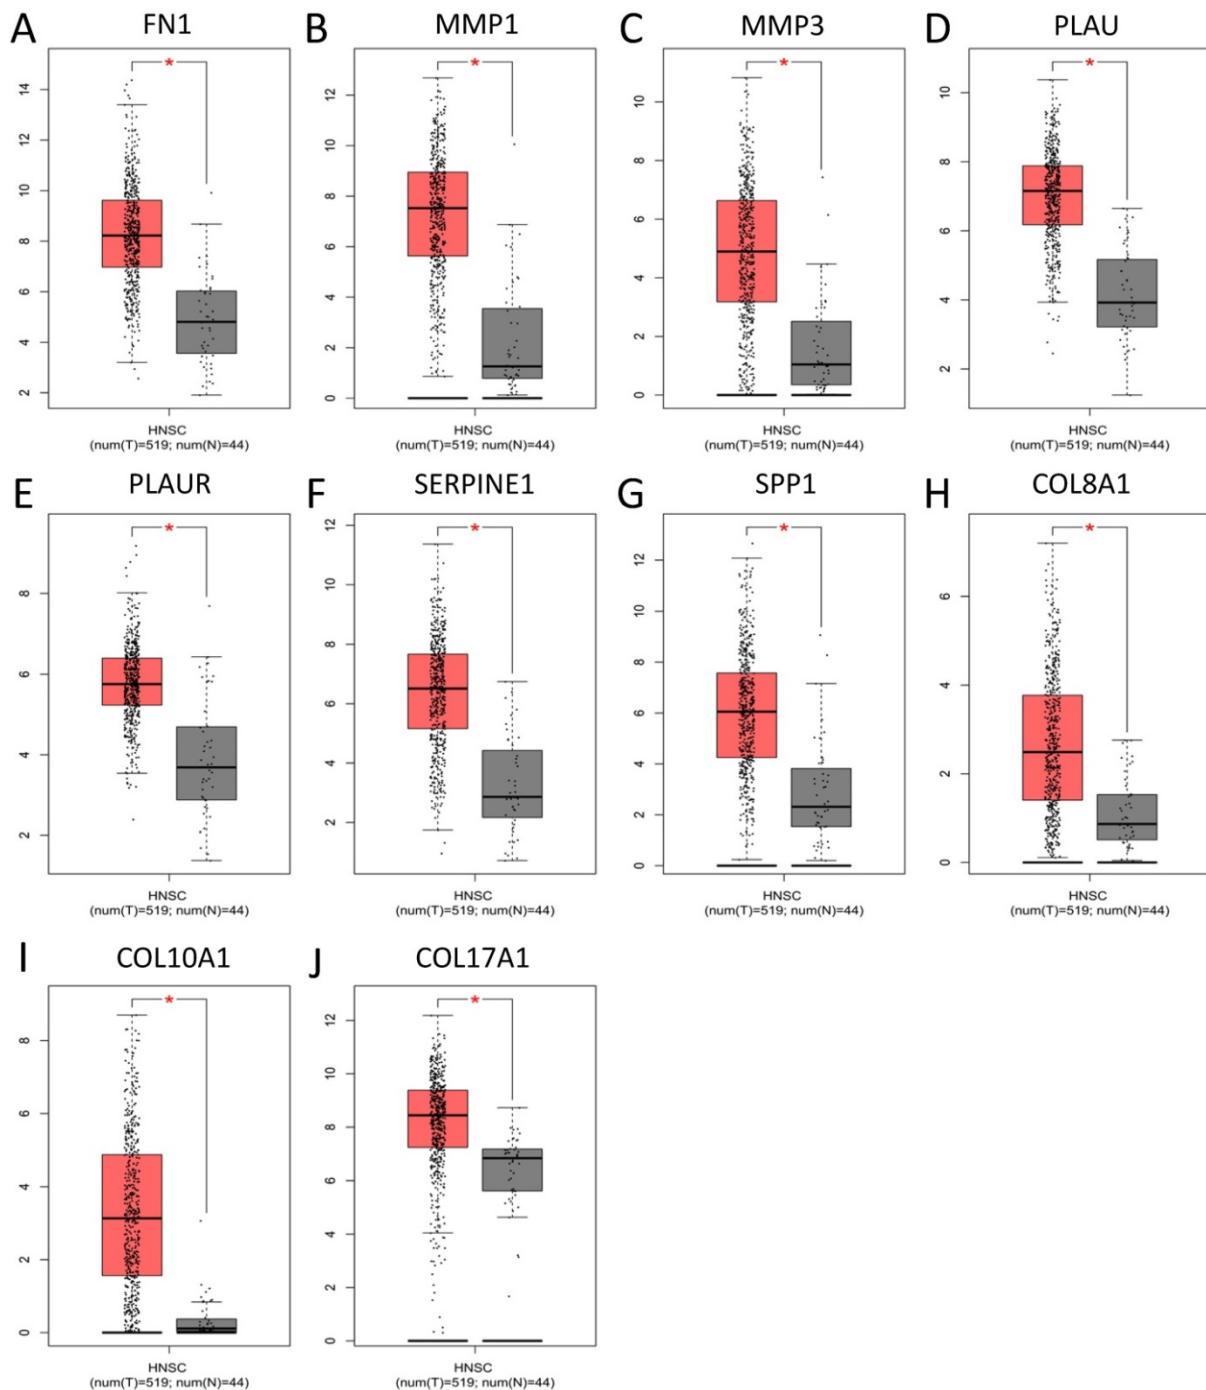 A FN1
B MMP1
C MMP3
D PLAU
*
*
*
*
14
12
10
8
6
4
2
12
10
8
6
4
2
0
10
8
6
4
2
0
10
8
6
4
2
HNSC
(num(T)=519; num(N)=44)
HNSC
(num(T)=519; num(N)=44)
HNSC
(num(T)=519; num(N)=44)
HNSC
(num(T)=519; num(N)=44)
E PLAUR
F SERPINE1
G SPP1
H COL8A1
*
*
*
*
8
6
4
2
12
10
8
6
4
2
12
10
8
6
4
2
0
6
4
2
0
HNSC
(num(T)=519; num(N)=44)
HNSC
(num(T)=519; num(N)=44)
HNSC
(num(T)=519; num(N)=44)
HNSC
(num(T)=519; num(N)=44)
I COL10A1
J COL17A1
*
*
8
6
4
2
0
12
10
8
6
4
2
0
HNSC
(num(T)=519; num(N)=44)
HNSC
(num(T)=519; num(N)=44)